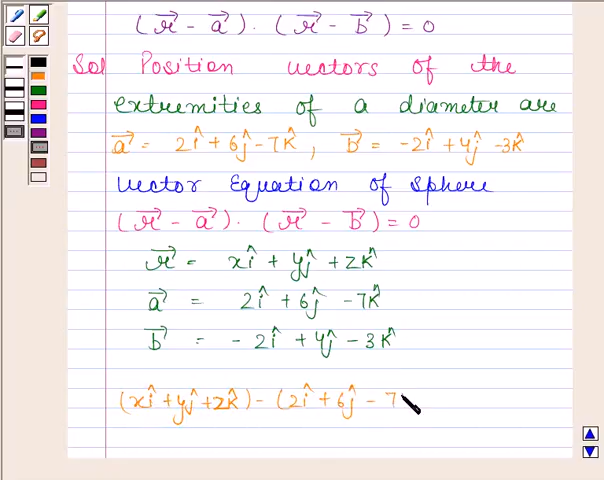 (r⃗ - a⃗) . (r⃗ - b⃗) = 0
Sol Position vectors of the
extremities of a diameter are
a⃗ = 2î + 6ĵ - 7k̂ , b⃗ = -2î + 4ĵ - 3k̂
Vector Equation of sphere
(r⃗ - a⃗) . (r⃗ - b⃗) = 0
r⃗ = xî + yĵ + zk̂
a⃗ = 2î + 6ĵ - 7k̂
b⃗ = - 2î + 4ĵ - 3k̂
(xî + yĵ + zk̂) - (2î + 6ĵ - 7